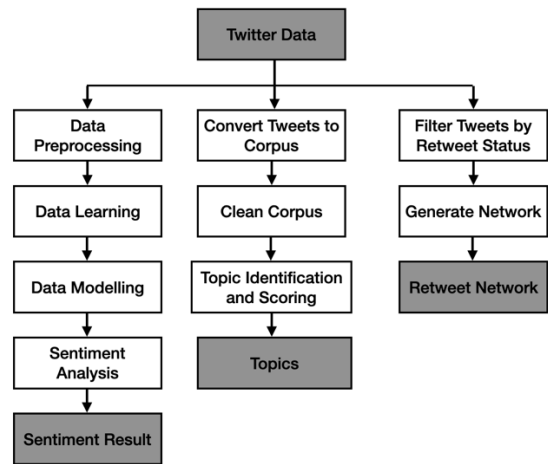 Twitter Data
Data
Preprocessing
Data Learning
Data Modelling
Sentiment
Analysis
Sentiment Result
Convert Tweets to
Corpus
Clean Corpus
Topic Identification
and Scoring
Topics
Filter Tweets by
Retweet Status
Generate Network
Retweet Network